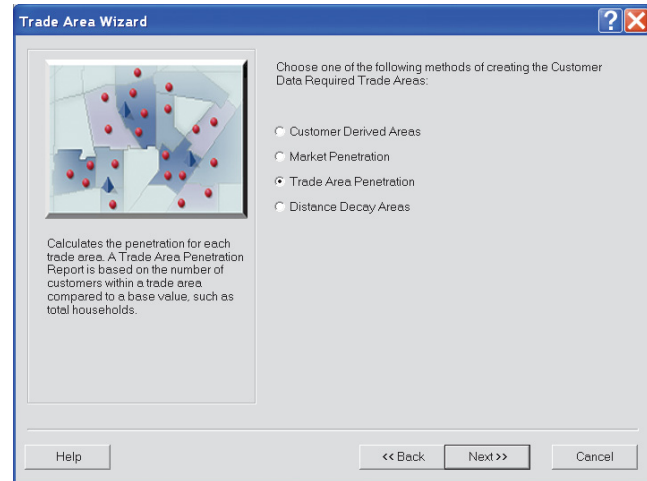 Trade Area Wizard
Choose one of the following methods of creating the Customer
Data Required Trade Areas:
Customer Derived Areas
Market Penetration
Trade Area Penetration
Distance Decay Areas
Calculates the penetration for each
trade area. A Trade Area Penetration
Report is based on the number of
customers within a trade area
compared to a base value, such as
total households.
Help
<< Back
Next >>
Cancel